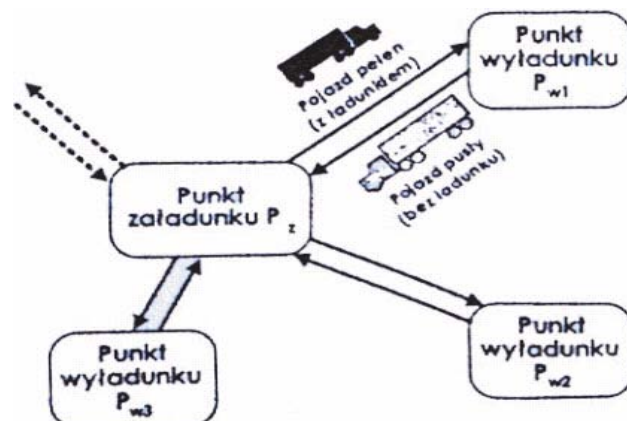 Punkt
wyładunku
Pw1
Pojazd pełen
(z ładunkiem)
Pojazd pusty
(bez ładunku)
Punkt
załadunku Pz
Punkt
wyładunku
Pw2
Punkt
wyładunku
Pw3